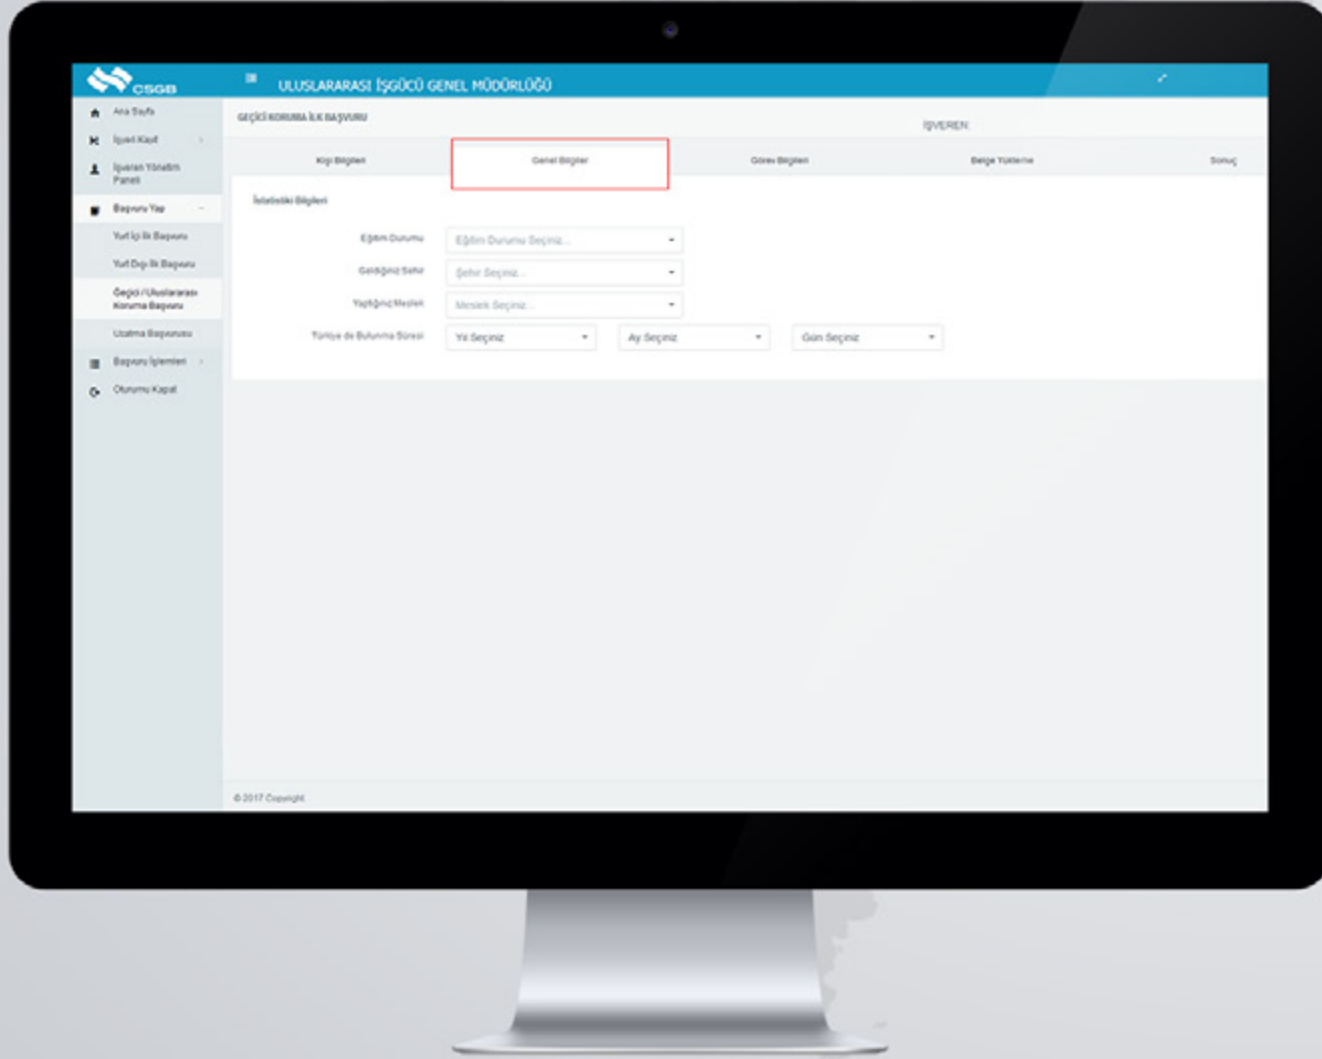 CSGB
ULUSLARARASI İŞGÜCÜ GENEL MÜDÜRLÜĞÜ
Ana Sayfa
İşyeri Kayıt
İşveren Yönetim
Paneli
Başvuru Yap
Yurt İçi İlk Başvuru
Yurt Dışı İlk Başvuru
Geçici / Uluslararası
Koruma Başvuru
Uzatma Başvurusu
Başvuru İşlemleri
Oturumu Kapat
GEÇİCİ KORUMA İLK BAŞVURU
İŞVEREN:
Kişi Bilgileri
Genel Bilgiler
Görev Bilgileri
Belge Yükleme
Sonuç
İstatistiki Bilgileri
Eğitim Durumu
Eğitim Durumu Seçiniz...
Geldiğiniz Sehir
Şehir Seçiniz...
Yaptığınız Meslek
Meslek Seçiniz...
Türkiye de Bulunma Süresi
Yıl Seçiniz
Ay Seçiniz
Gün Seçiniz
© 2017 Copyright